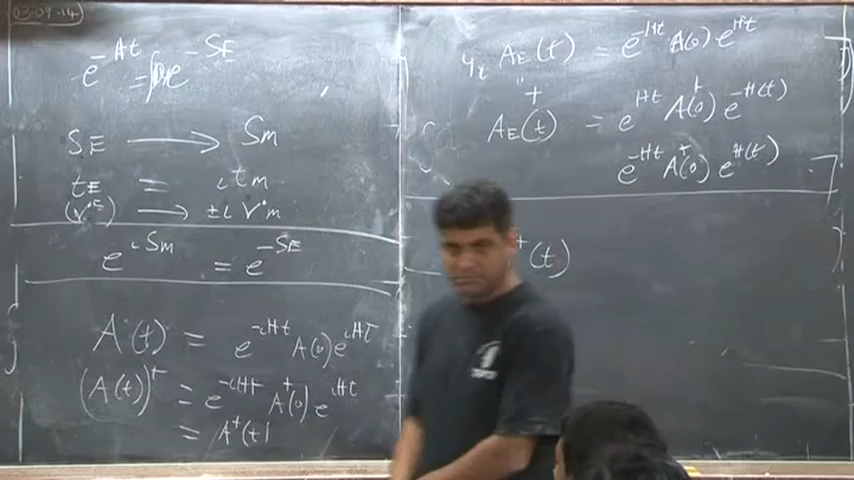 03-09-14
e^{-Ht} = ∫Dx e^{-S_E}
S_E ⟶ S_m
t_E = i t_m
(γ^E) ⟶ ±i γ^m
e^{iS_m} = e^{-S_E}
A(t) = e^{-iHt} A(0) e^{iHt}
(A(t))^† = e^{-iHt} A^†(0) e^{iHt}
= A^†(t)
A_E(t) = e^{-Ht} A(0) e^{Ht}
A_E^†(t) = e^{Ht} A^†(0) e^{-H(t)}
e^{-Ht} A^†(0) e^{H(t)}
^†(t)